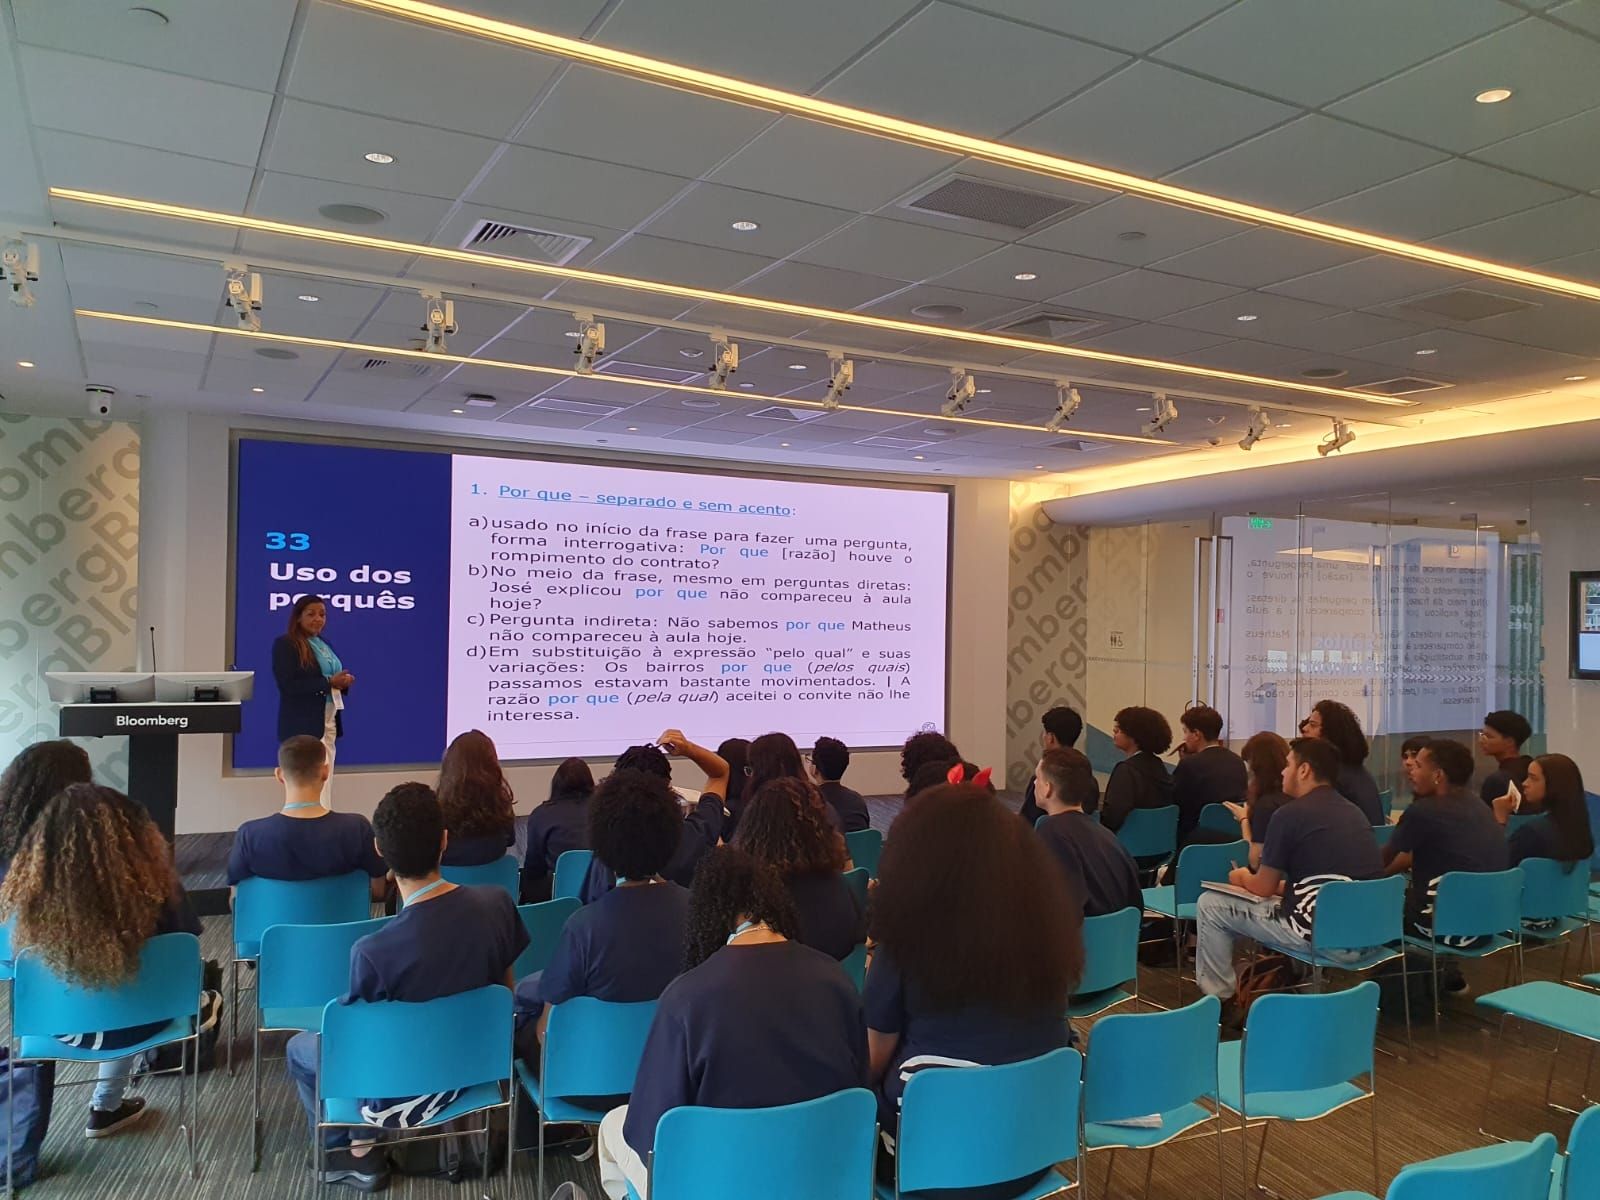 33
Uso dos
porquês
1. Por que – separado e sem acento:
a) usado no início da frase para fazer uma pergunta,
forma interrogativa: Por que [razão] houve o
rompimento do contrato?
b) No meio da frase, mesmo em perguntas diretas:
José explicou por que não compareceu à aula
hoje?
c) Pergunta indireta: Não sabemos por que Matheus
não compareceu à aula hoje.
d) Em substituição à expressão “pelo qual” e suas
variações: Os bairros por que (pelos quais)
passamos estavam bastante movimentados. | A
razão por que (pela qual) aceitei o convite não lhe
interessa.
Bloomberg